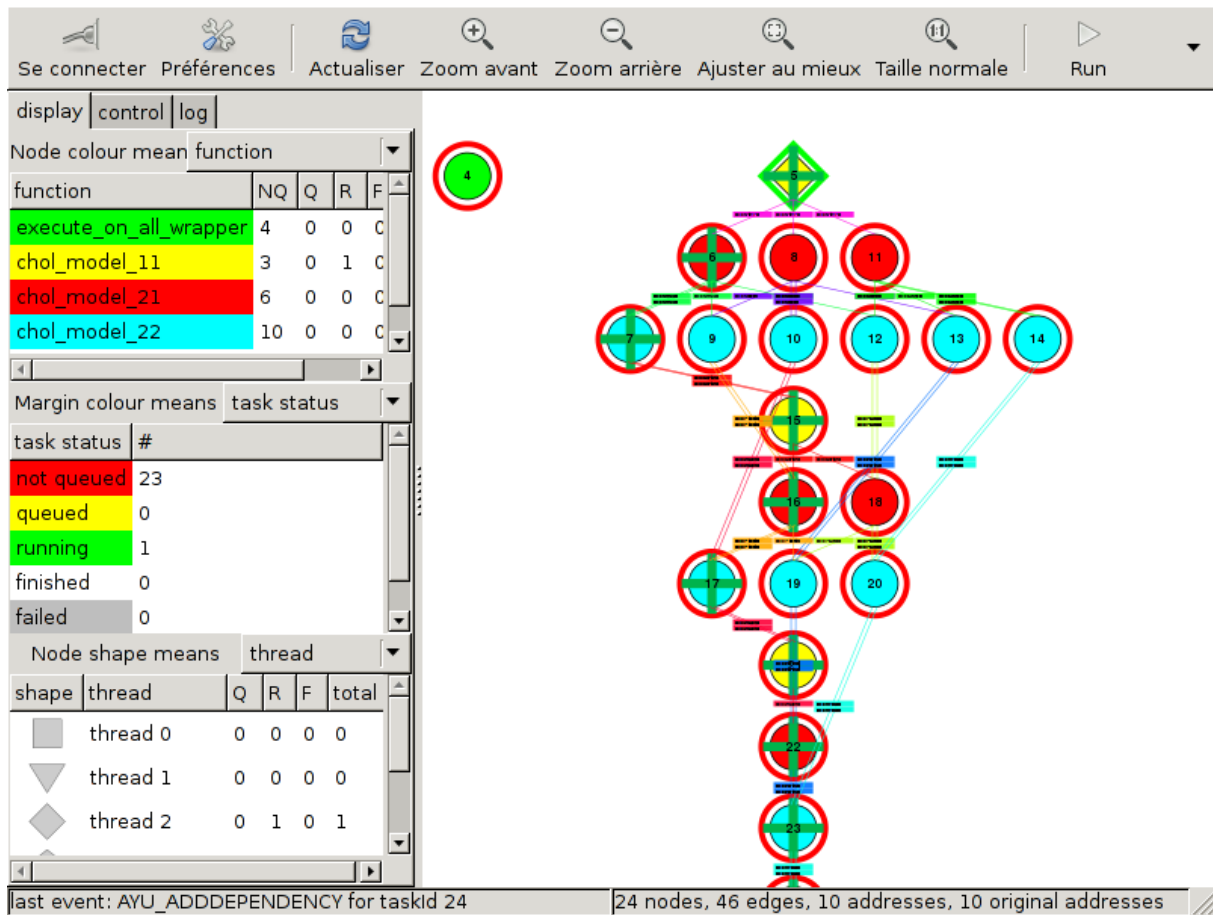 Se connecter Préférences Actualiser Zoom avant Zoom arrière Ajuster au mieux Taille normale Run
display control log
Node colour mean function
function NQ Q R F
execute_on_all_wrapper 4 0 0 0
chol_model_11 3 0 1 0
chol_model_21 6 0 0 0
chol_model_22 10 0 0 0
Margin colour means task status
task status #
not queued 23
queued 0
running 1
finished 0
failed 0
Node shape means thread
shape thread Q R F total
thread 0 0 0 0 0
thread 1 0 0 0 0
thread 2 0 1 0 1
4 5
6 8 11
7 9 10 12 13 14
15
16 18
17 19 20
22
23
last event: AYU_ADDDEPENDENCY for taskId 24
24 nodes, 46 edges, 10 addresses, 10 original addresses